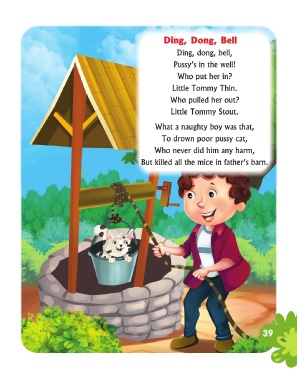 Ding, Dong, Bell
Ding, dong, bell,
Pussy's in the well!
Who put her in?
Little Tommy Thin.
Who pulled her out?
Little Tommy Stout.
What a naughty boy was that,
To drown poor pussy cat,
Who never did him any harm,
But killed all the mice in father's barn.
39